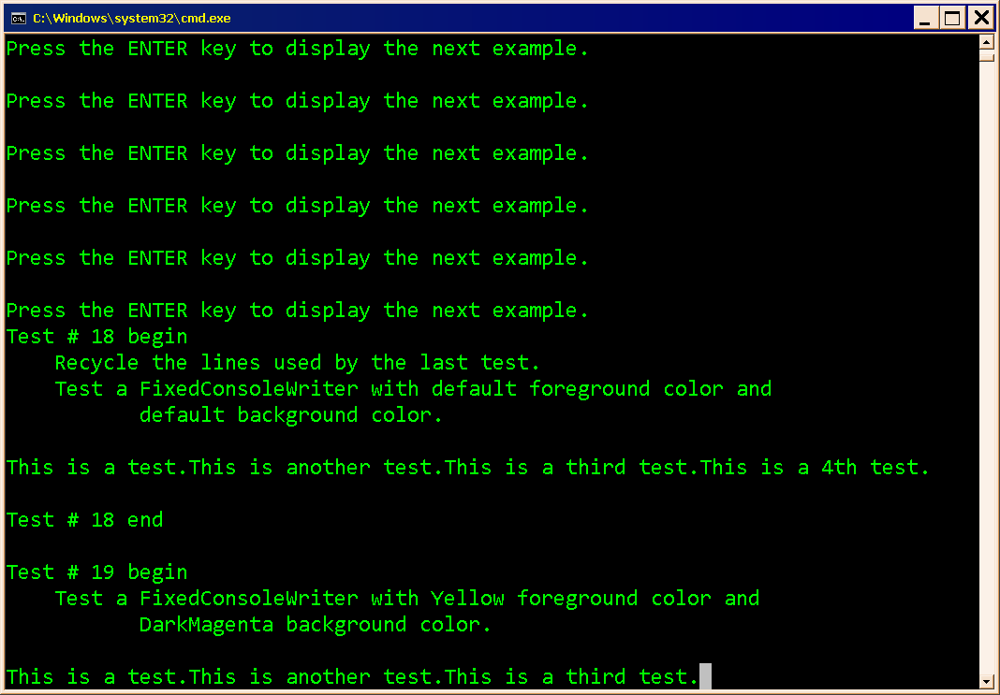 C:\Windows\system32\cmd.exe
Press the ENTER key to display the next example.
Press the ENTER key to display the next example.
Press the ENTER key to display the next example.
Press the ENTER key to display the next example.
Press the ENTER key to display the next example.
Press the ENTER key to display the next example.
Test # 18 begin
Recycle the lines used by the last test.
Test a FixedConsoleWriter with default foreground color and
default background color.
This is a test.This is another test.This is a third test.This is a 4th test.
Test # 18 end
Test # 19 begin
Test a FixedConsoleWriter with Yellow foreground color and
DarkMagenta background color.
This is a test.This is another test.This is a third test.